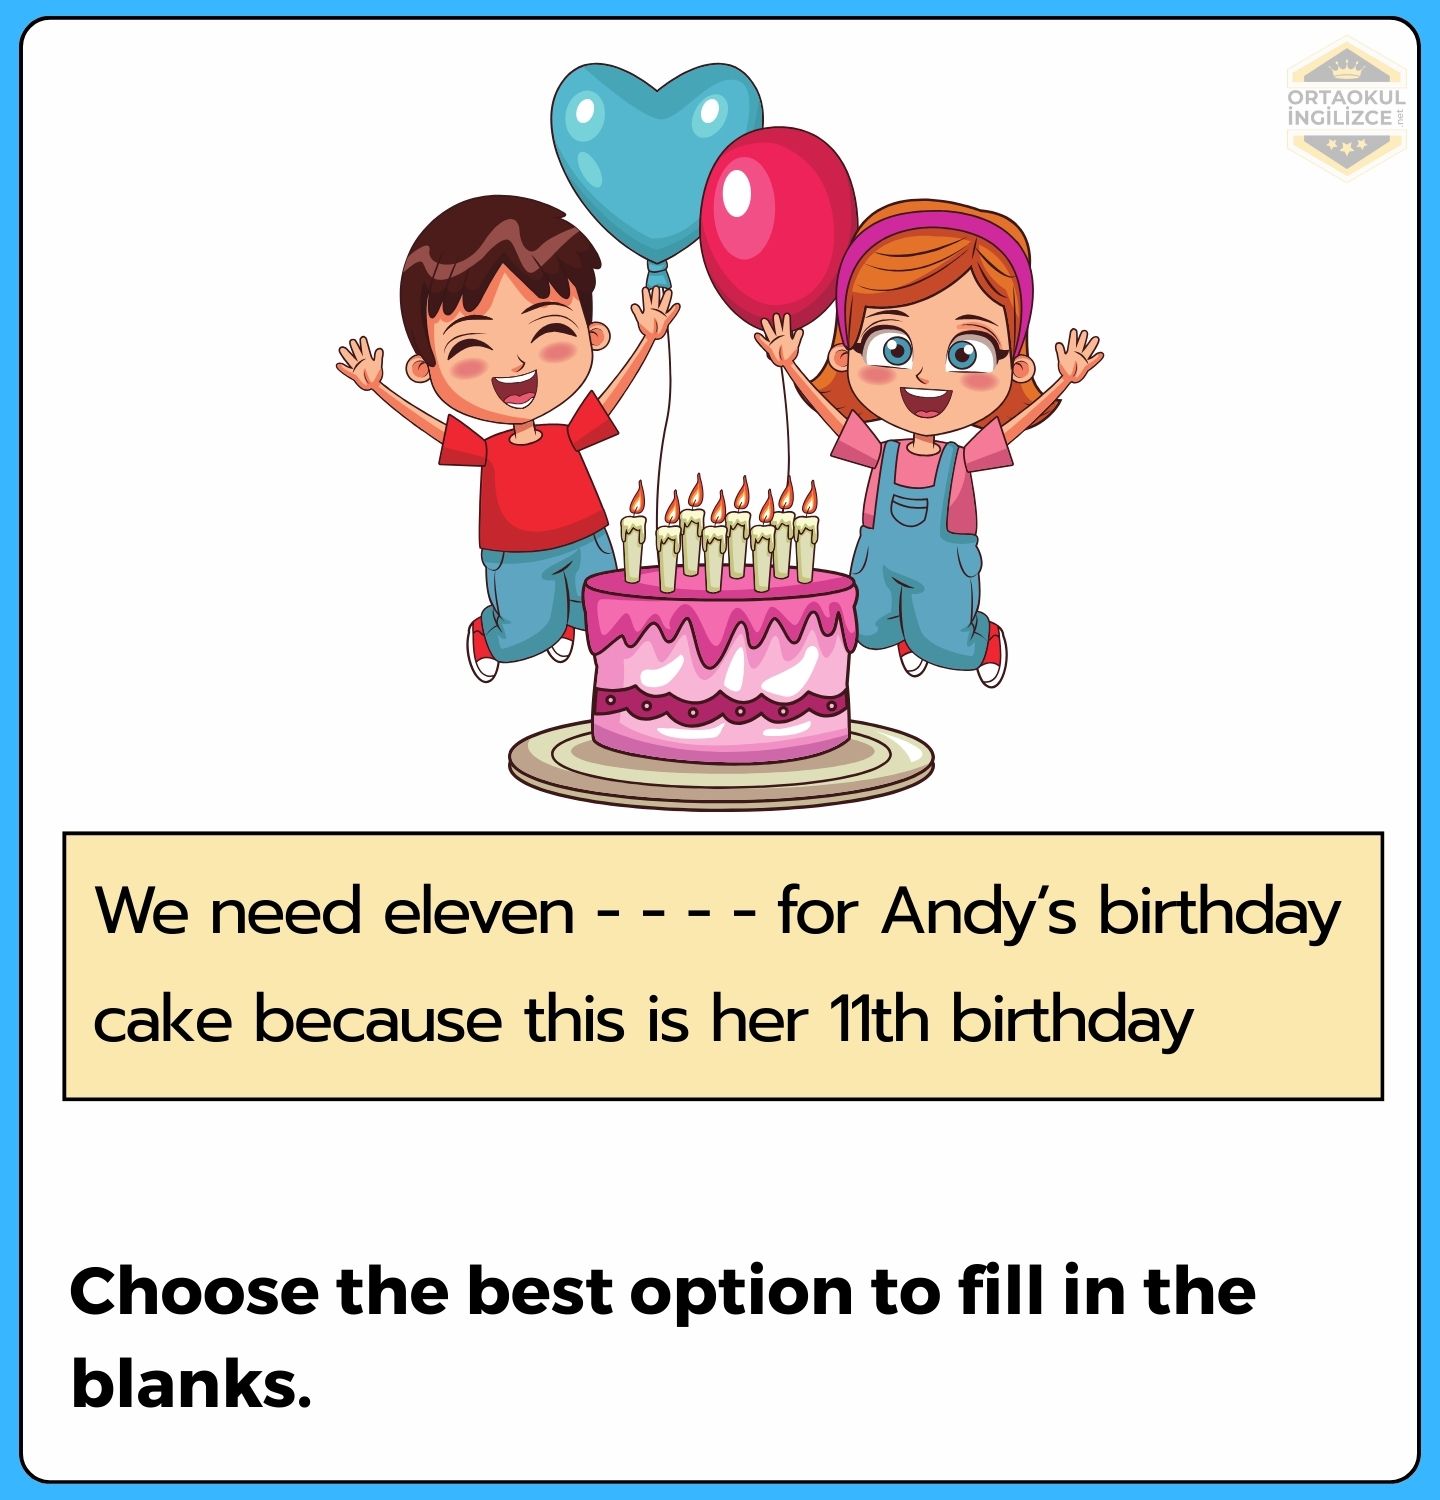 ORTAOKUL
İNGİLİZCE
.net
We need eleven - - - - for Andy’s birthday
cake because this is her 11th birthday
Choose the best option to fill in the
blanks.